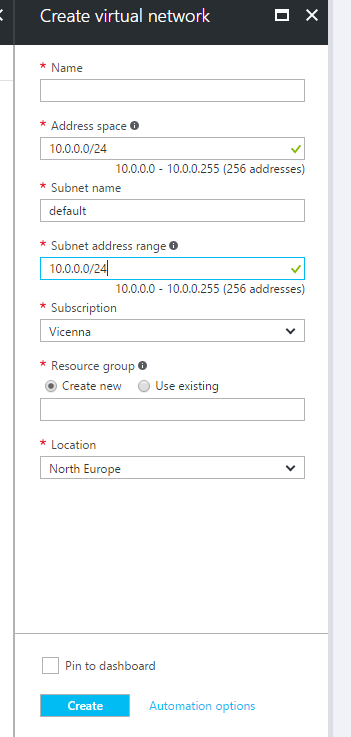 Create virtual network
* Name
* Address space
10.0.0.0/24
10.0.0.0 - 10.0.0.255 (256 addresses)
* Subnet name
default
* Subnet address range
10.0.0.0/24
10.0.0.0 - 10.0.0.255 (256 addresses)
* Subscription
Vicenna
* Resource group
Create new Use existing
* Location
North Europe
Pin to dashboard
Create Automation options